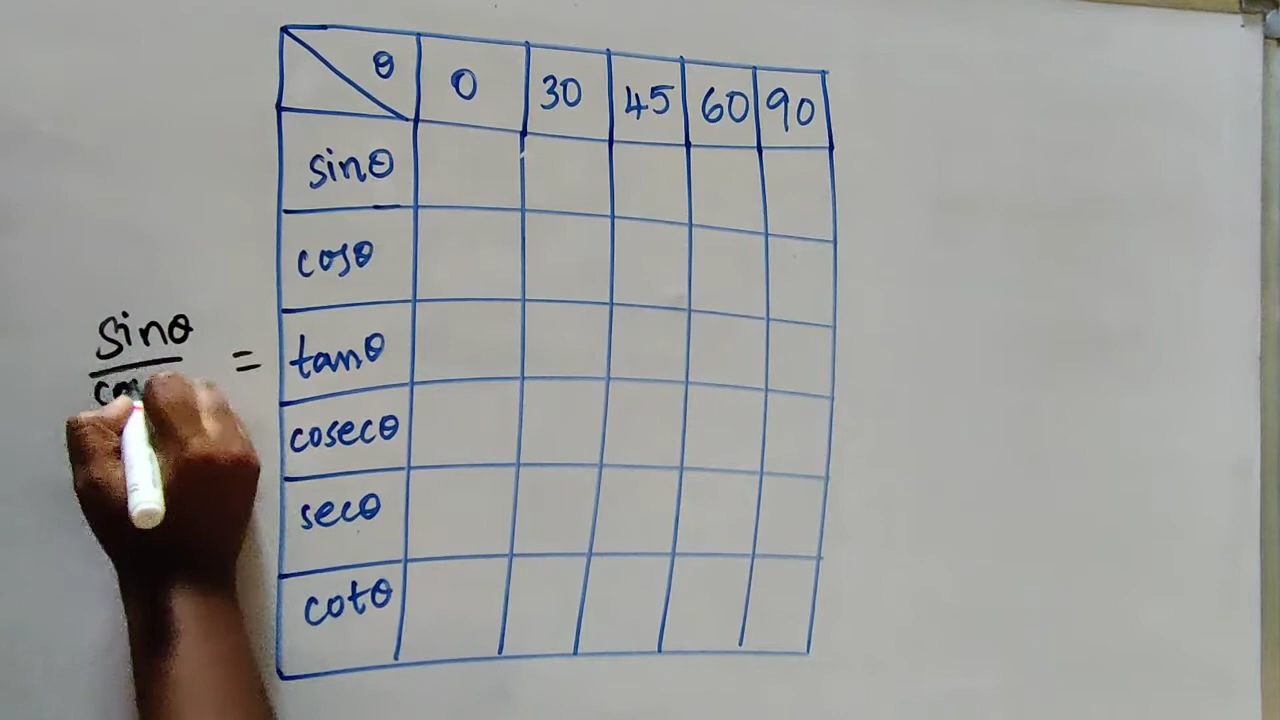 θ 0 30 45 60 90
sinθ
cosθ
sinθ
= tanθ
cosecθ
secθ
cotθ